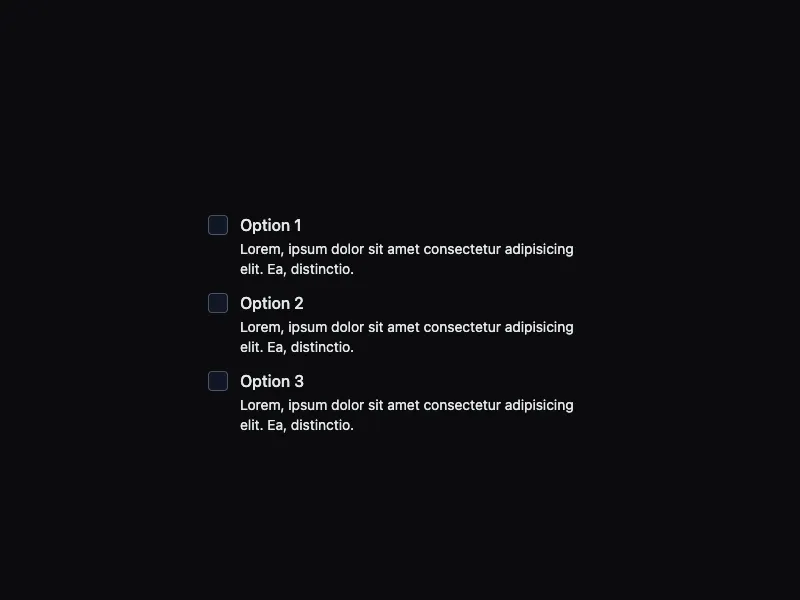 Option 1
Lorem, ipsum dolor sit amet consectetur adipisicing
elit. Ea, distinctio.
Option 2
Lorem, ipsum dolor sit amet consectetur adipisicing
elit. Ea, distinctio.
Option 3
Lorem, ipsum dolor sit amet consectetur adipisicing
elit. Ea, distinctio.